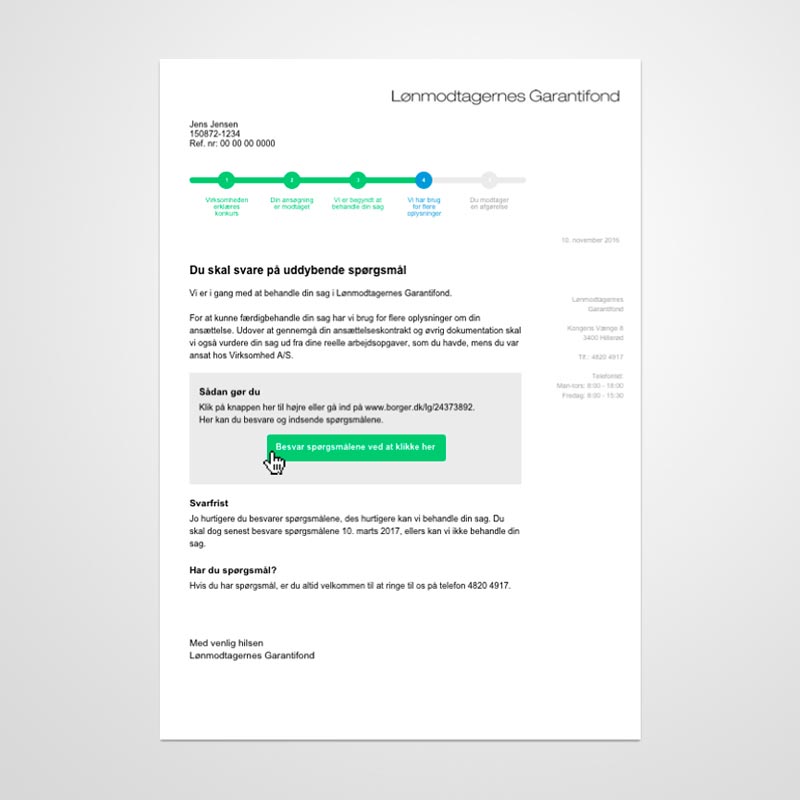 Lønmodtagernes Garantifond
Jens Jensen
150872-1234
Ref. nr: 00 00 00 0000
1
2
3
4
Virksomheden
erklæres
konkurs
Din ansøgning
er modtaget
Vi er begyndt at
behandle din sag
Vi har brug
for flere
oplysninger
Du modtager
en afgørelse
10. november 2016
Du skal svare på uddybende spørgsmål
Vi er i gang med at behandle din sag i Lønmodtagernes Garantifond.
For at kunne færdigbehandle din sag har vi brug for flere oplysninger om din
ansættelse. Udover at gennemgå din ansættelseskontrakt og øvrig dokumentation skal
vi også vurdere din sag ud fra dine reelle arbejdsopgaver, som du havde, mens du var
ansat hos Virksomhed A/S.
Lønmodtagernes
Garantifond
Kongens Vænge 8
3400 Hillerød
Tlf.: 4820 4917
Telefontid:
Man-tors: 8:00 - 18:00
Fredag: 8:00 - 15:30
Sådan gør du
Klik på knappen her til højre eller gå ind på www.borger.dk/lg/24373892.
Her kan du besvare og indsende spørgsmålene.
Besvar spørgsmålene ved at klikke her
Svarfrist
Jo hurtigere du besvarer spørgsmålene, des hurtigere kan vi behandle din sag. Du
skal dog senest besvare spørgsmålene 10. marts 2017, ellers kan vi ikke behandle din
sag.
Har du spørgsmål?
Hvis du har spørgsmål, er du altid velkommen til at ringe til os på telefon 4820 4917.
Med venlig hilsen
Lønmodtagernes Garantifond